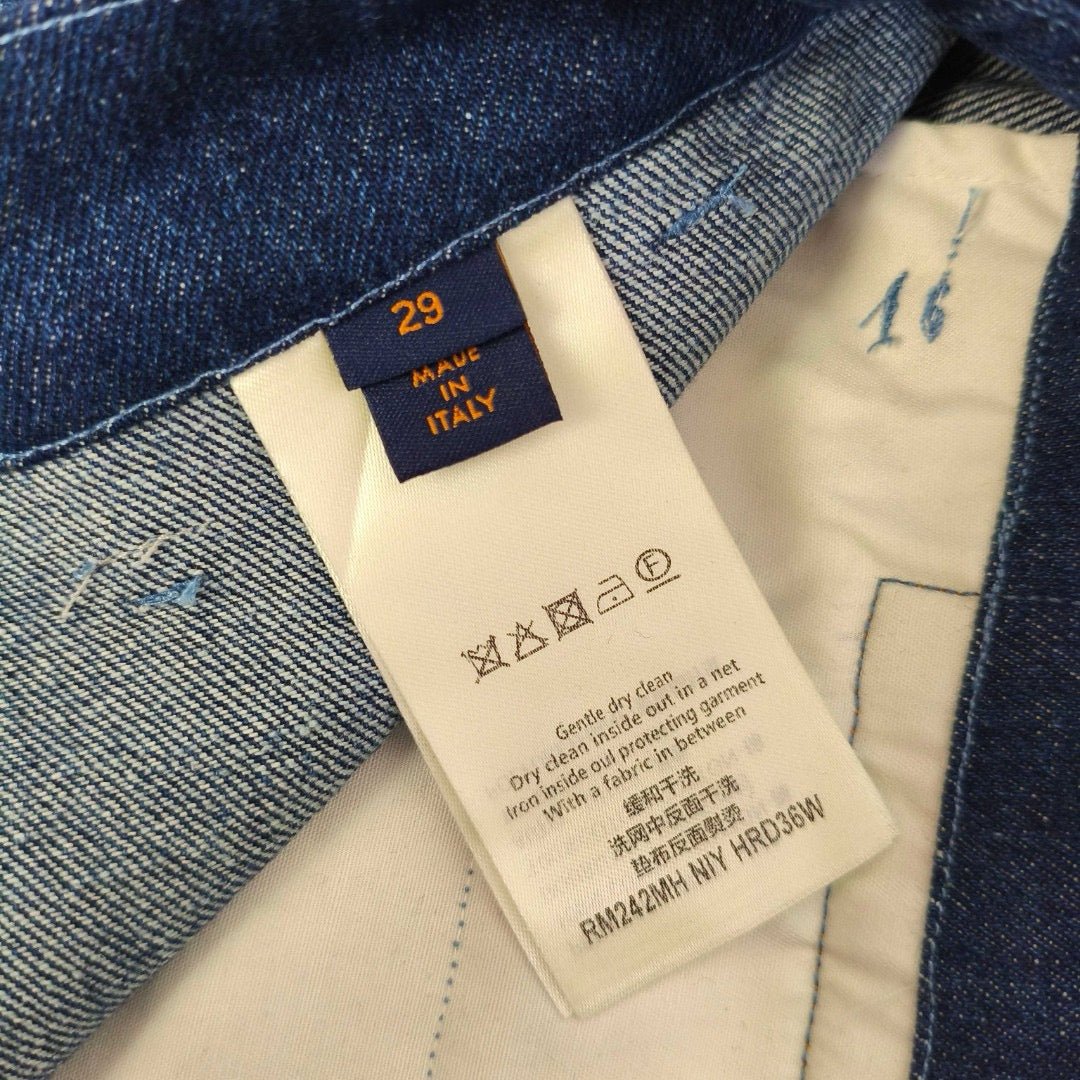 29
MADE
IN
ITALY
16
F
Gentle dry clean
Dry clean inside out in a net
Iron inside oul protecting garment
With a fabric in between
缓和干洗
洗网中反面干洗
垫布反面熨烫
RM242MH NIY HRD36W